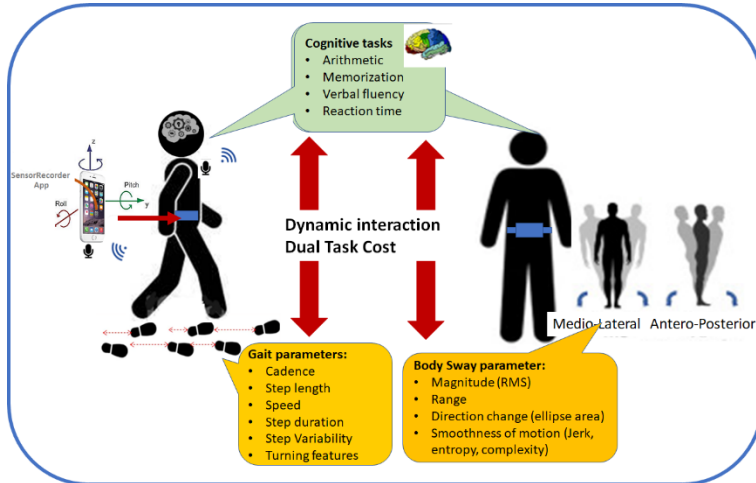 Cognitive tasks
• Arithmetic
• Memorization
• Verbal fluency
• Reaction time
SensorRecorder
App
z
Pitch
y
Roll
Dynamic interaction
Dual Task Cost
Medio-Lateral
Antero-Posterior
Gait parameters:
• Cadence
• Step length
• Speed
• Step duration
• Step Variability
• Turning features
Body Sway parameter:
• Magnitude (RMS)
• Range
• Direction change (ellipse area)
• Smoothness of motion (Jerk,
entropy, complexity)